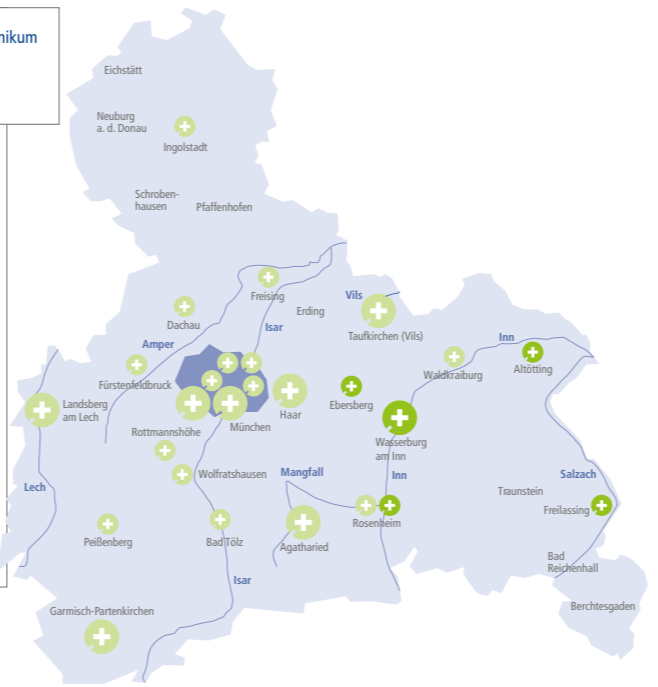 nikum
Eichstätt
Neuburg
a. d. Donau
Ingolstadt
Schroben-
hausen
Pfaffenhofen
Freising
Erding
Vils
Dachau
Isar
Taufkirchen (Vils)
Amper
Inn
Waldkraiburg
Altötting
Fürstenfeldbruck
Landsberg
am Lech
Ebersberg
Haar
München
Rottmannshöhe
Wasserburg
am Inn
Wolfratshausen
Mangfall
Inn
Salzach
Lech
Traunstein
Freilassing
Rosenheim
Peißenberg
Bad Tölz
Agatharied
Bad
Reichenhall
Isar
Garmisch-Partenkirchen
Berchtesgaden